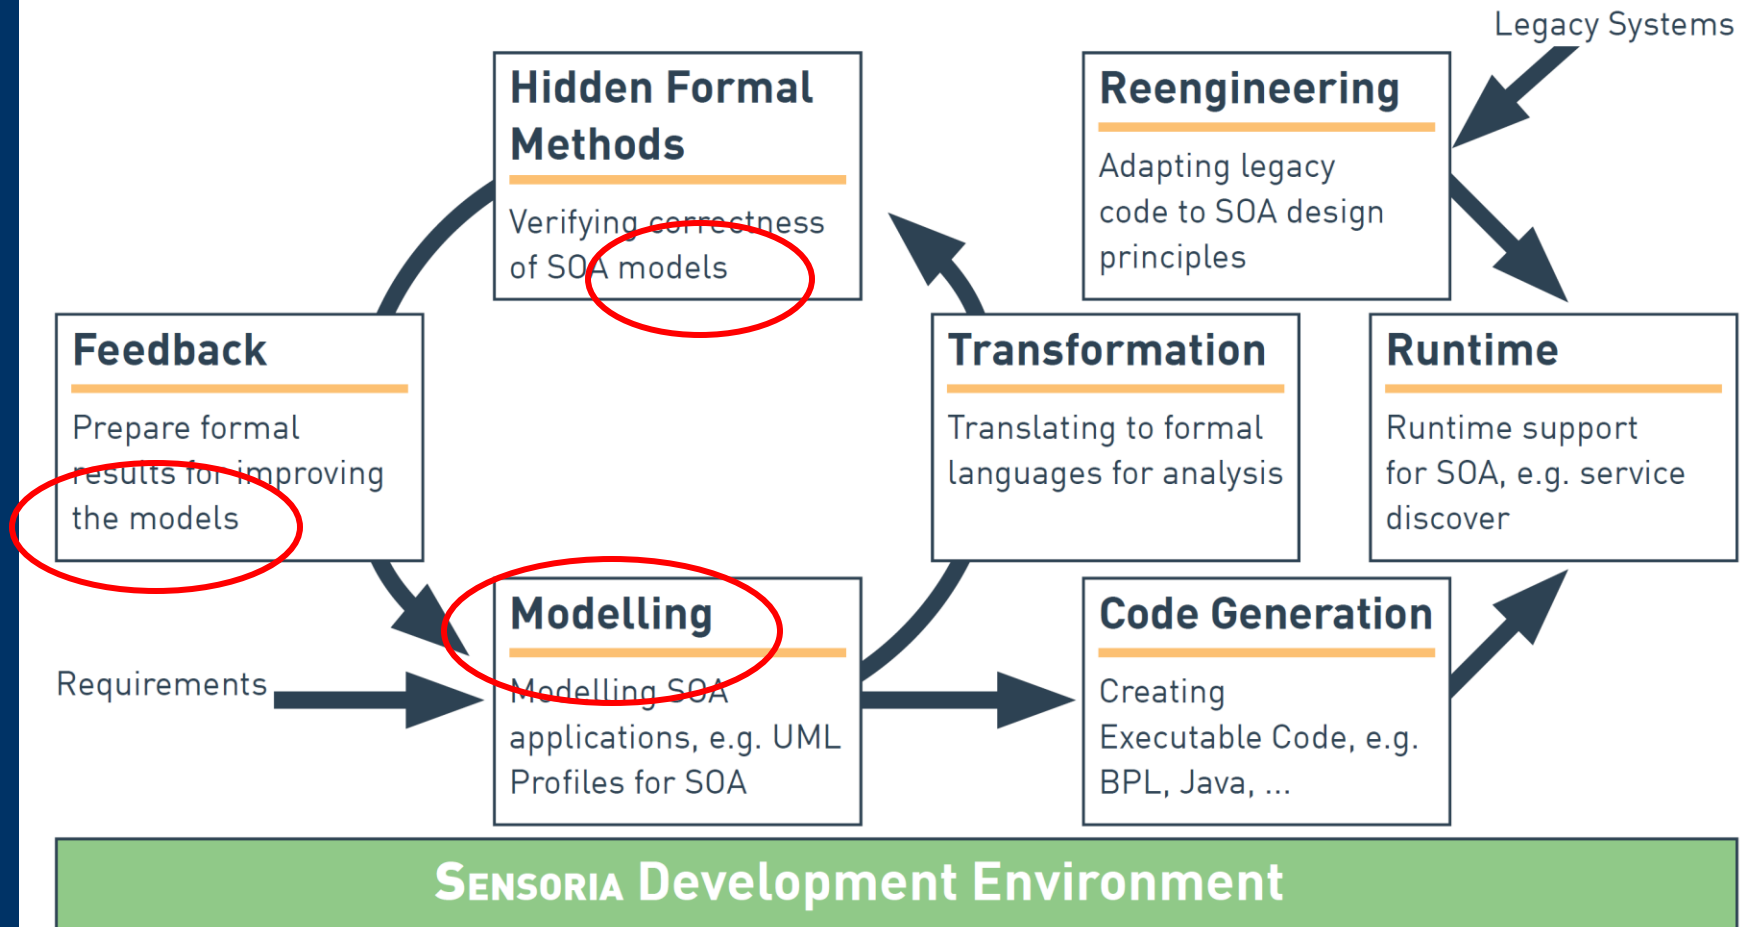 Legacy Systems
Hidden Formal
Methods
Verifying correctness
of SOA models
Reengineering
Adapting legacy
code to SOA design
principles
Feedback
Prepare formal
results for improving
the models
Transformation
Translating to formal
languages for analysis
Runtime
Runtime support
for SOA, e.g. service
discover
Requirements
Modelling
Modelling SOA
applications, e.g. UML
Profiles for SOA
Code Generation
Creating
Executable Code, e.g.
BPL, Java, ...
SENSORIA Development Environment